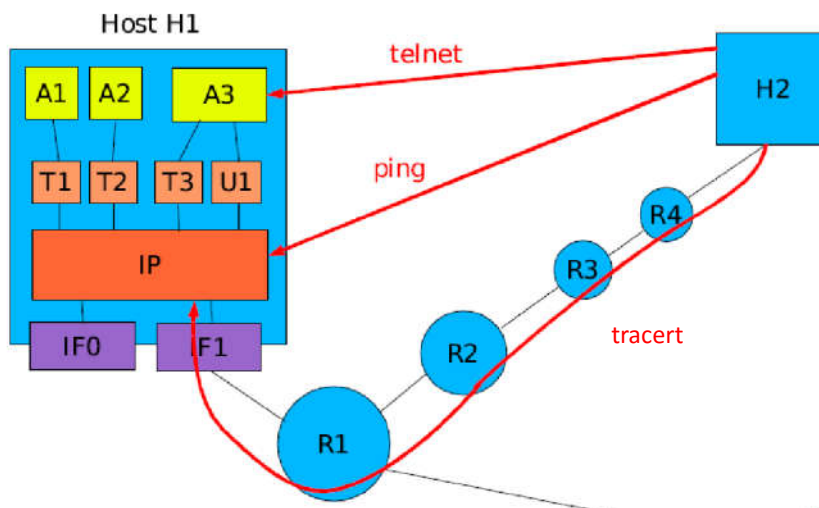 Host H1
telnet
A1 A2 A3
H2
ping
T1 T2 T3 U1
R4
IP
R3
tracert
IF0 IF1
R2
R1